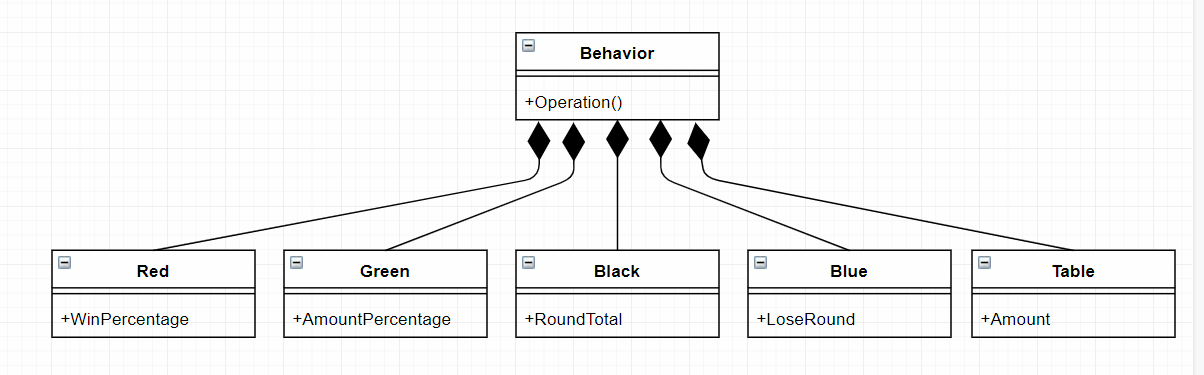 Behavior
+Operation()
Red
Green
Black
Blue
Table
+WinPercentage
+AmountPercentage
+RoundTotal
+LoseRound
+Amount